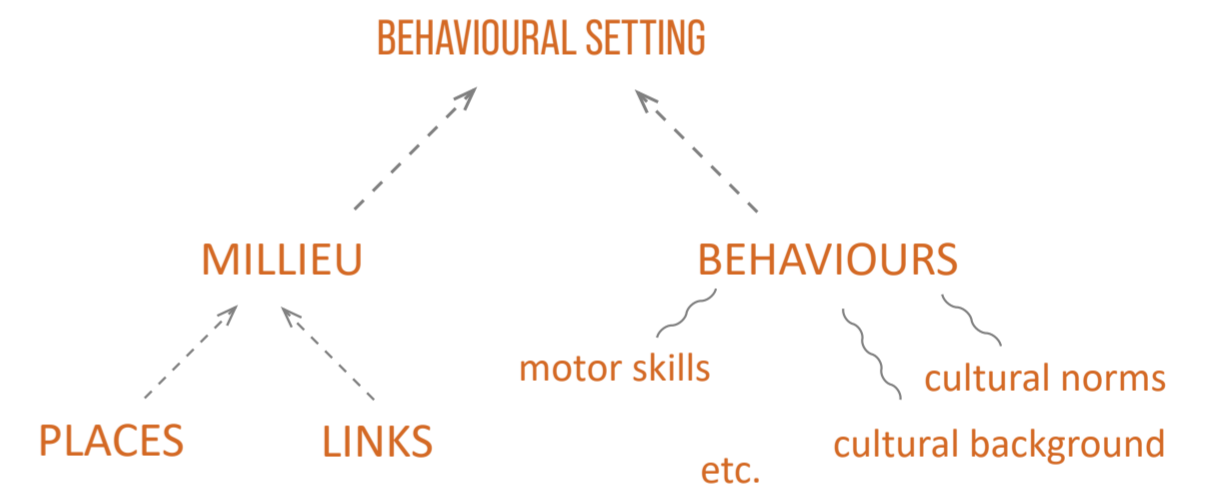 BEHAVIOURAL SETTING
MILLIEU
BEHAVIOURS
motor skills
cultural norms
PLACES
LINKS
cultural background
etc.